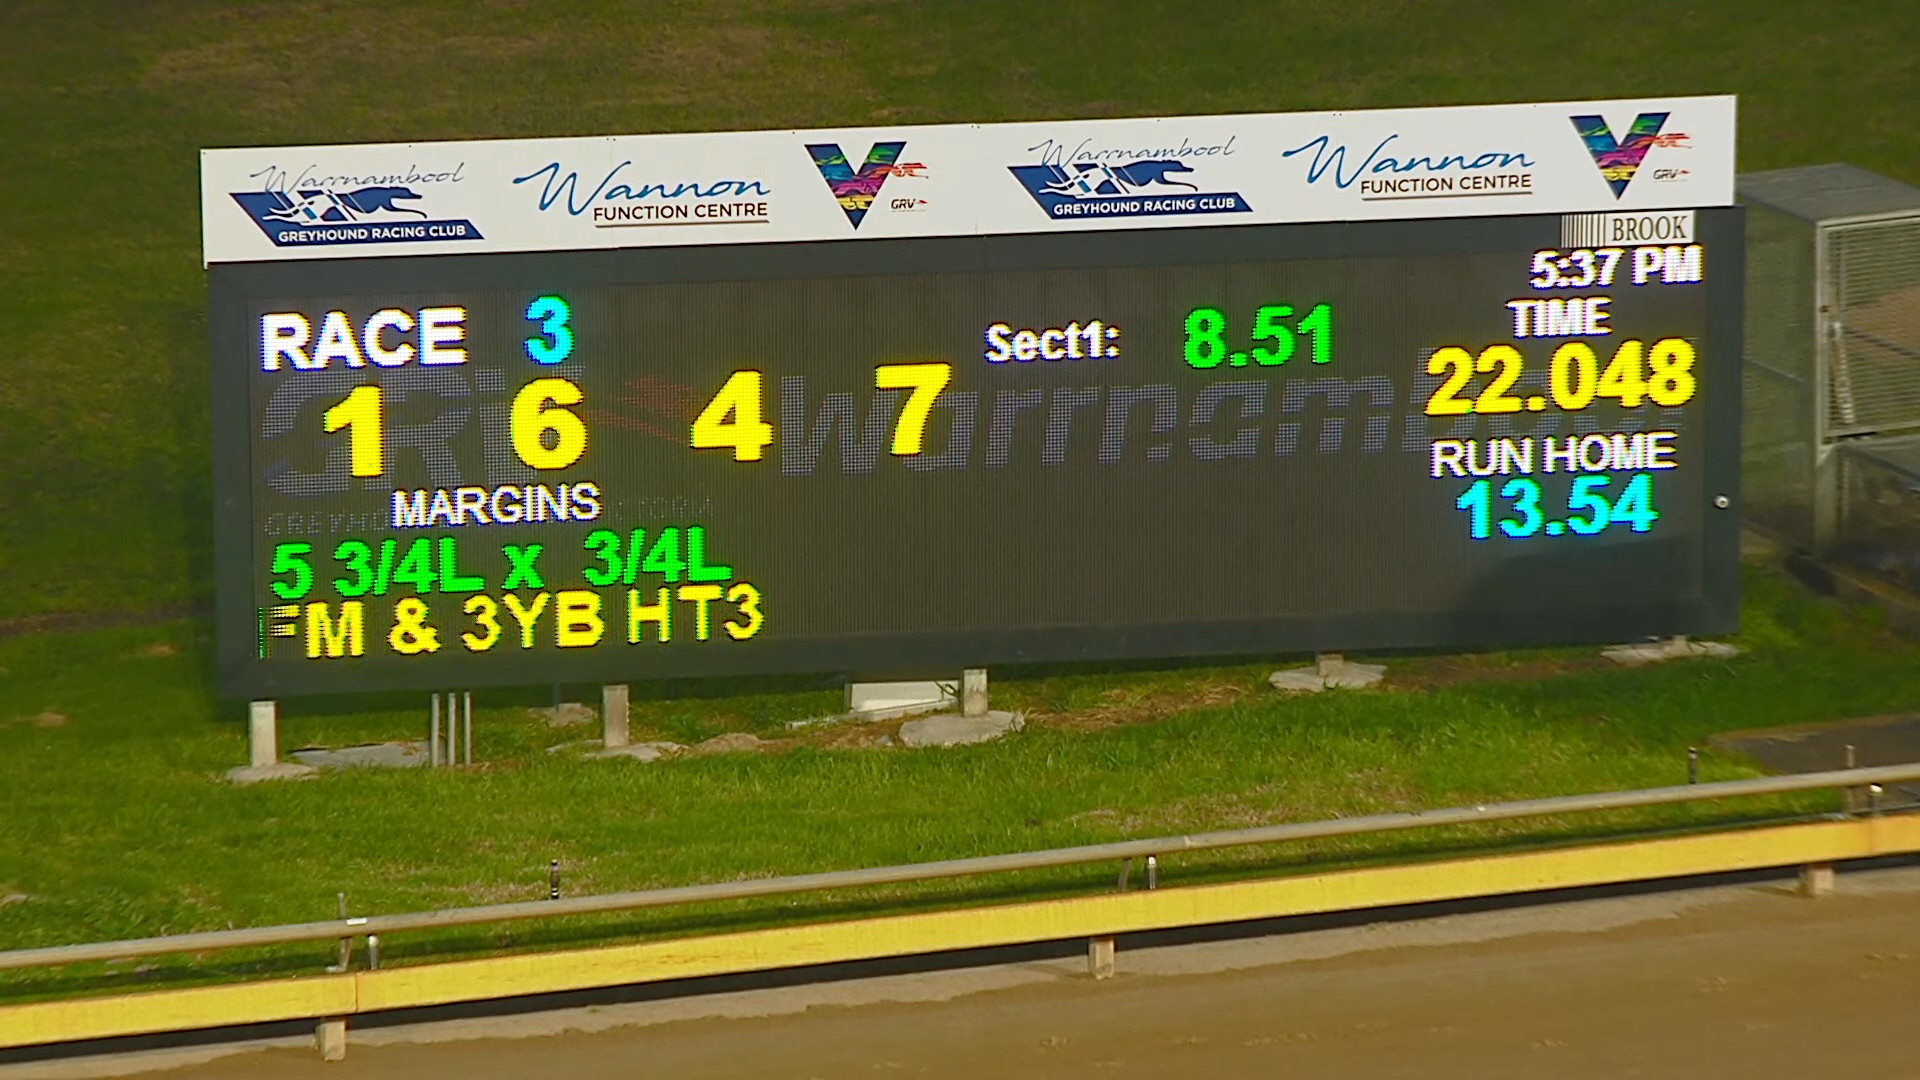 Warrnambool
GREYHOUND RACING CLUB
Wannon
FUNCTION CENTRE
V
GRV
Warrnambool
GREYHOUND RACING CLUB
Wannon
FUNCTION CENTRE
V
GRV
BROOK
5:37 PM
RACE 3
Sect1: 8.51
TIME
22.048
1 6 4 7
RUN HOME
13.54
MARGINS
5 3/4L x 3/4L
FM & 3YB HT3